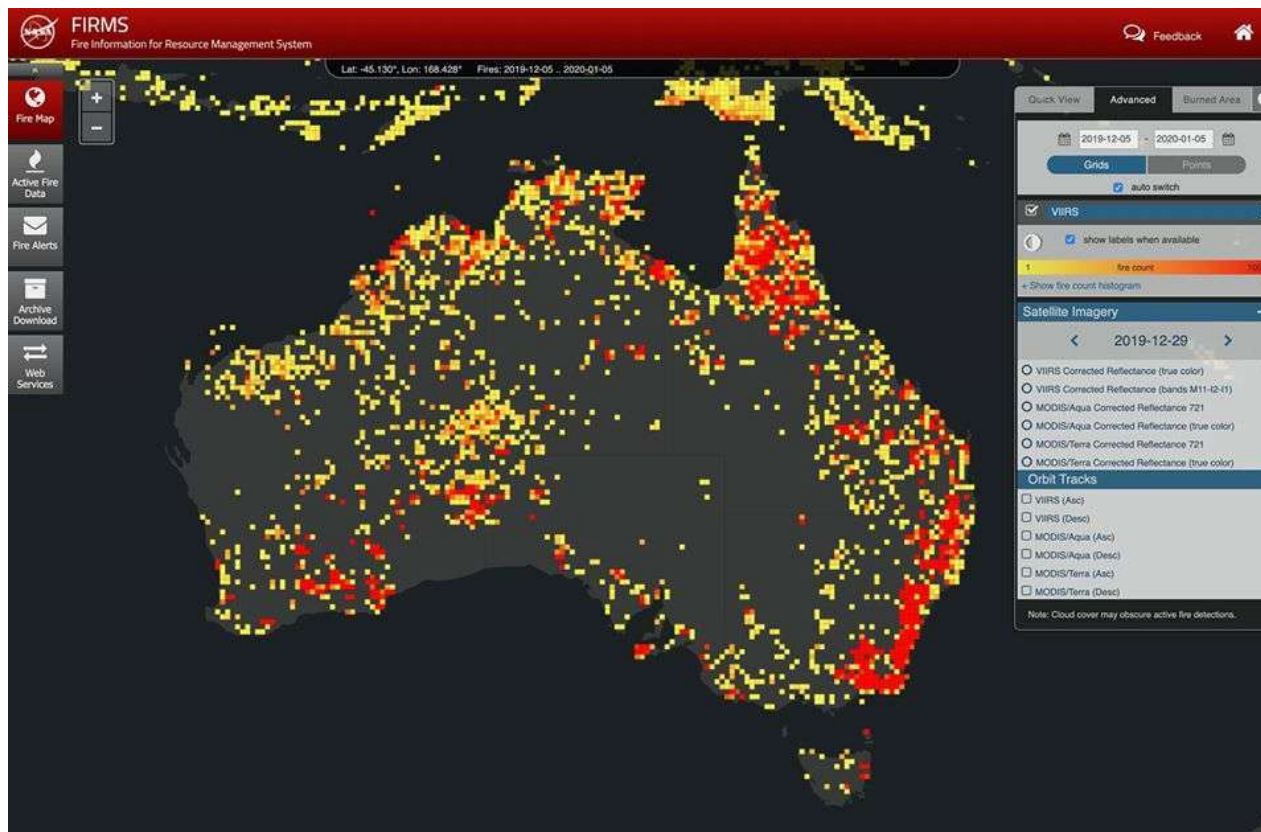 NASA
FIRMS
Fire Information for Resource Management System
Feedback
Lat: -45.130°, Lon: 168.428° Fires: 2019-12-05 .. 2020-01-05
Fire Map
Active Fire
Data
Fire Alerts
Archive
Download
Web
Services
+
−
Quick View Advanced Burned Area
2019-12-05 - 2020-01-05
Grids Points
auto switch
VIIRS
show labels when available
1 fire count 100
+ Show fire count histogram
Satellite Imagery
< 2019-12-29 >
VIIRS Corrected Reflectance (true color)
VIIRS Corrected Reflectance (bands M11-I2-I1)
MODIS/Aqua Corrected Reflectance 721
MODIS/Aqua Corrected Reflectance (true color)
MODIS/Terra Corrected Reflectance 721
MODIS/Terra Corrected Reflectance (true color)
Orbit Tracks
VIIRS (Asc)
VIIRS (Desc)
MODIS/Aqua (Asc)
MODIS/Aqua (Desc)
MODIS/Terra (Asc)
MODIS/Terra (Desc)
Note: Cloud cover may obscure active fire detections.